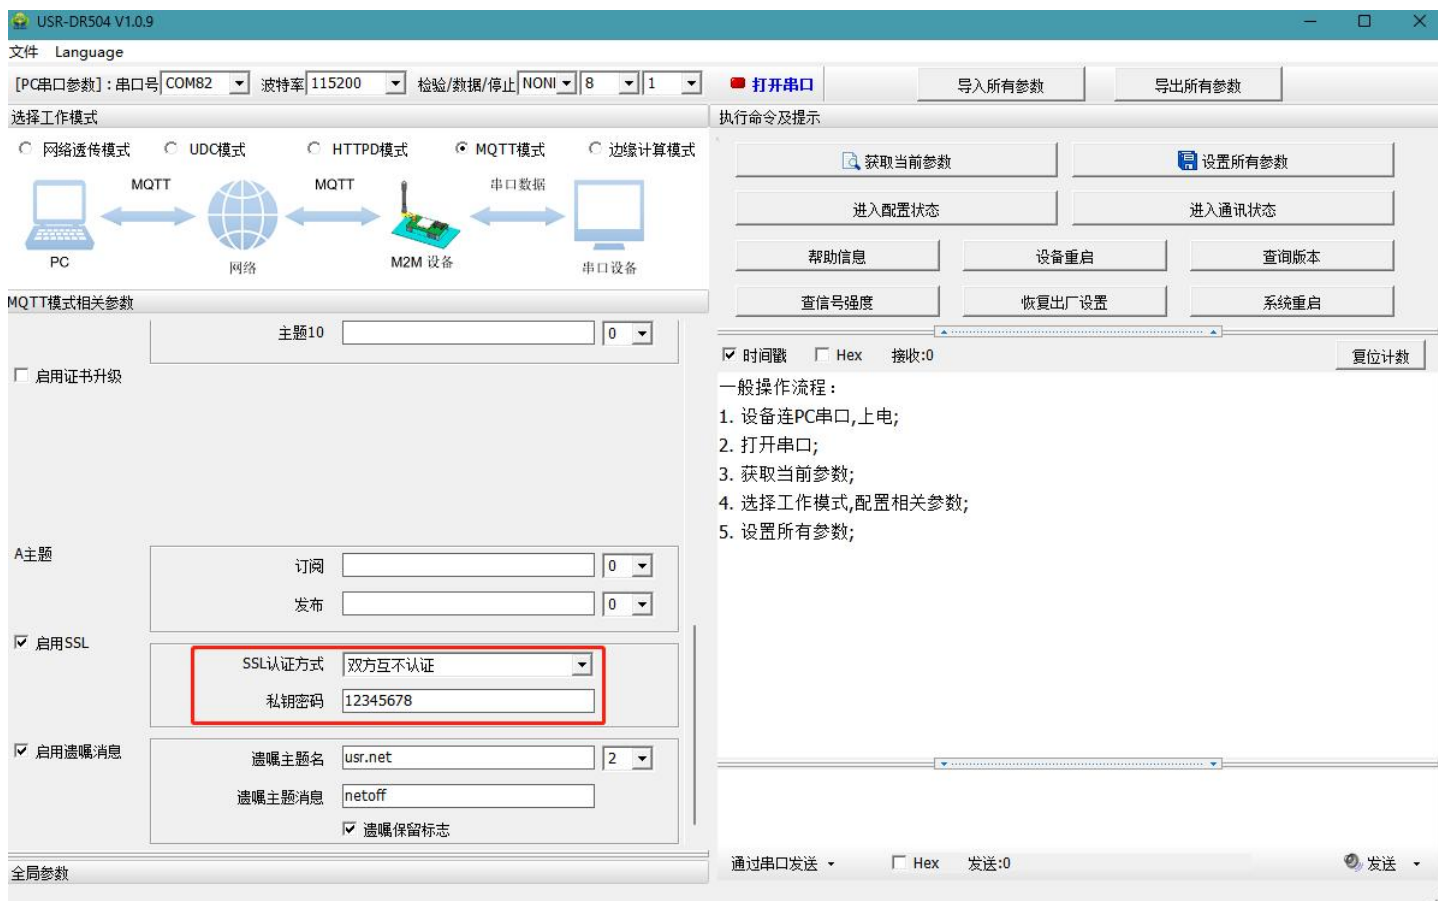 USR-DR504 V1.0.9
文件 Language
[PC串口参数]:串口号 COM82 波特率 115200 检验/数据/停止 NONI 8 1 打开串口 导入所有参数 导出所有参数
选择工作模式
网络透传模式 UDC模式 HTTPD模式 MQTT模式 边缘计算模式
MQTT MQTT 串口数据
PC 网络 M2M 设备 串口设备
MQTT模式相关参数
主题10 0
启用证书升级
A主题
订阅 0
发布 0
启用SSL
SSL认证方式 双方互不认证
私钥密码 12345678
启用遗嘱消息
遗嘱主题名 usr.net 2
遗嘱主题消息 netoff
遗嘱保留标志
全局参数
执行命令及提示
获取当前参数 设置所有参数
进入配置状态 进入通讯状态
帮助信息 设备重启 查询版本
查信号强度 恢复出厂设置 系统重启
时间戳 Hex 接收:0 复位计数
一般操作流程:
1. 设备连PC串口,上电;
2. 打开串口;
3. 获取当前参数;
4. 选择工作模式,配置相关参数;
5. 设置所有参数;
通过串口发送 Hex 发送:0 发送